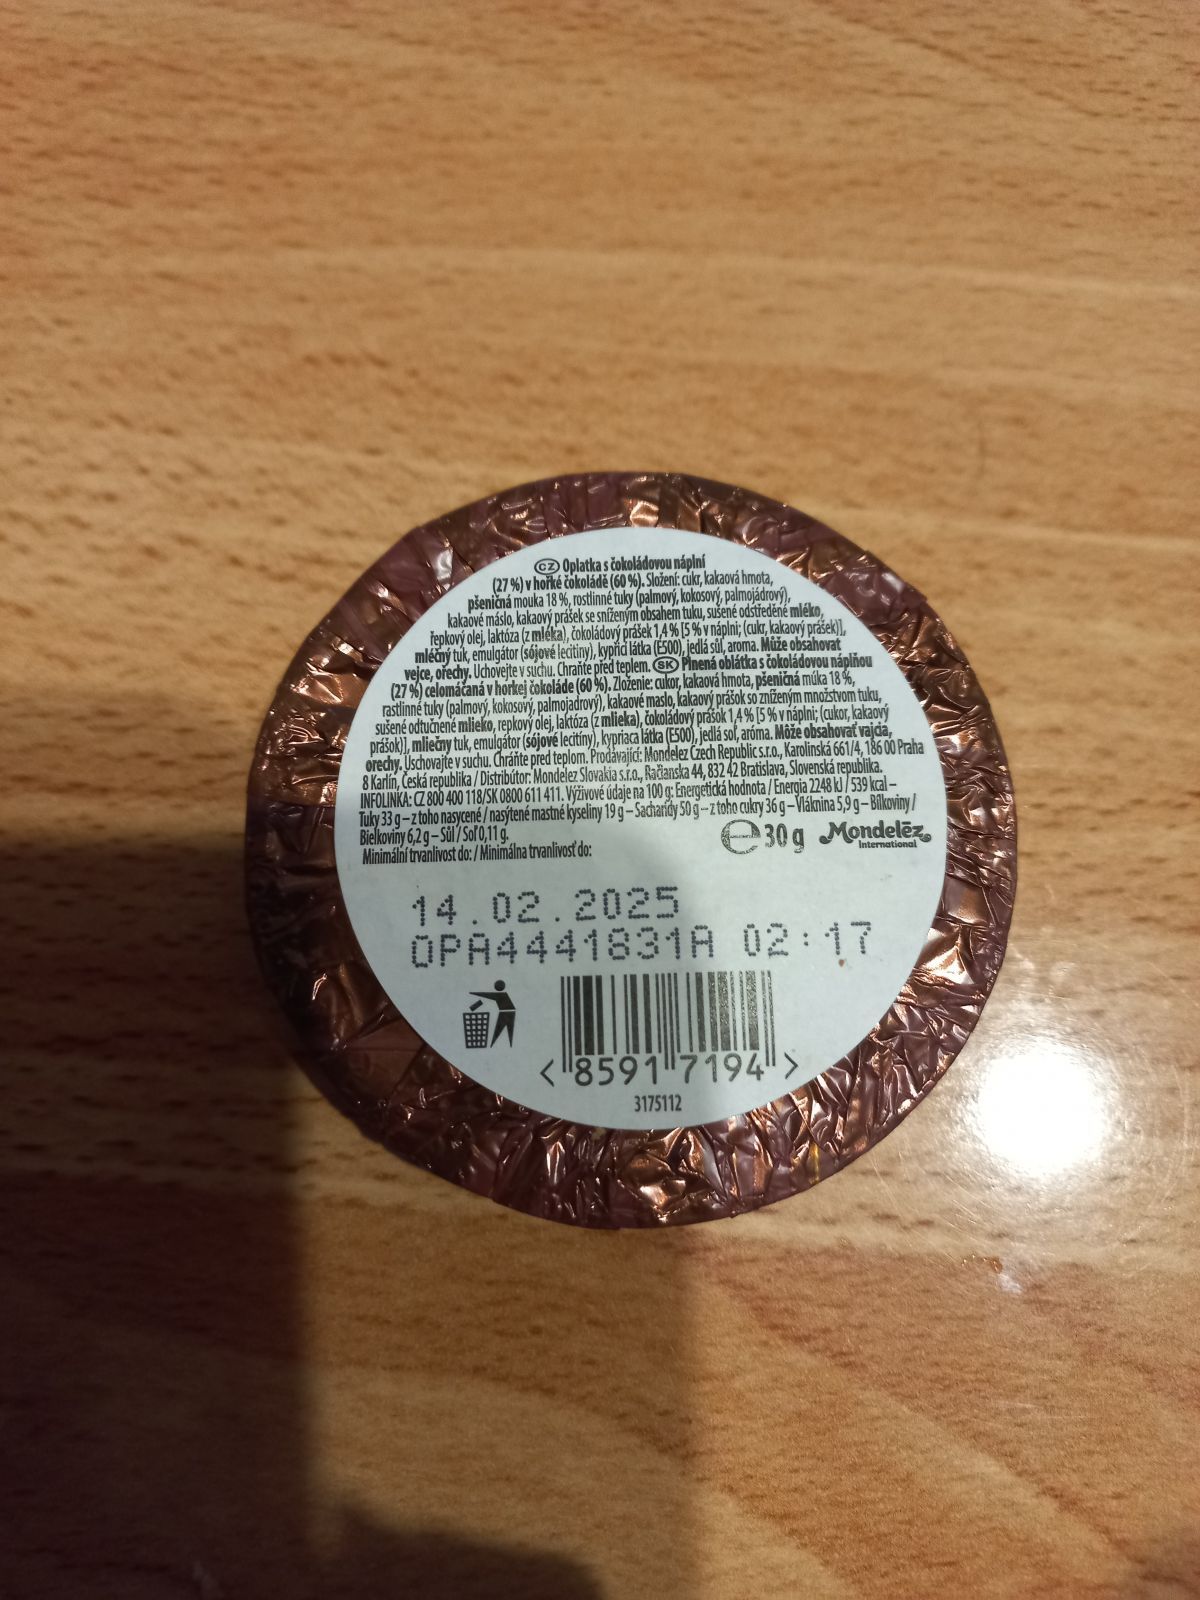 CZ Oplatka s čokoládovou náplní
(27 %) v hořké čokoládě (60 %). Složení: cukr, kakaová hmota,
pšeničná mouka 18 %, rostlinné tuky (palmový, kokosový, palmojádrový),
kakaové máslo, kakaový prášek se sníženým obsahem tuku, sušené odstředěné mléko,
řepkový olej, laktóza (z mléka), čokoládový prášek 1,4 % [5 % v náplni; (cukr, kakaový prášek)],
mléčný tuk, emulgátor (sójové lecitiny), kypřicí látka (E500), jedlá sůl, aroma. Může obsahovat
vejce, ořechy. Uchovejte v suchu. Chraňte před teplem. SK Plnená oblátka s čokoládovou náplňou
(27 %) celomáčaná v horkej čokoláde (60 %). Zloženie: cukor, kakaová hmota, pšeničná múka 18 %,
rastlinné tuky (palmový, kokosový, palmojadrový), kakaové maslo, kakaový prášok so zníženým množstvom tuku,
sušené odtučnené mlieko, repkový olej, laktóza (z mlieka), čokoládový prášok 1,4 % [5 % v náplni; (cukor, kakaový
prášok)], mliečny tuk, emulgátor (sójové lecitíny), kypriaca látka (E500), jedlá soľ, aróma. Môže obsahovať vajcia,
orechy. Uschovajte v suchu. Chráňte pred teplom. Prodávající: Mondelez Czech Republic s.r.o., Karolinská 661/4, 186 00 Praha
8 Karlín, Česká republika / Distribútor: Mondelez Slovakia s.r.o., Račianska 44, 832 42 Bratislava, Slovenská republika.
INFOLINKA: CZ 800 400 118/SK 0800 611 411. Výživové údaje na 100 g: Energetická hodnota / Energia 2248 kJ / 539 kcal –
Tuky 33 g – z toho nasycené / nasýtené mastné kyseliny 19 g – Sacharidy 50 g – z toho cukry 36 g – Vláknina 5,9 g – Bílkoviny /
Bielkoviny 6,2 g – Sůl / Soľ 0,11 g.
℮ 30 g Mondelēz
International
Minimální trvanlivost do: / Minimálna trvanlivosť do:
14.02.2025
OPA4441831A 02:17
<8591 7194>
3175112